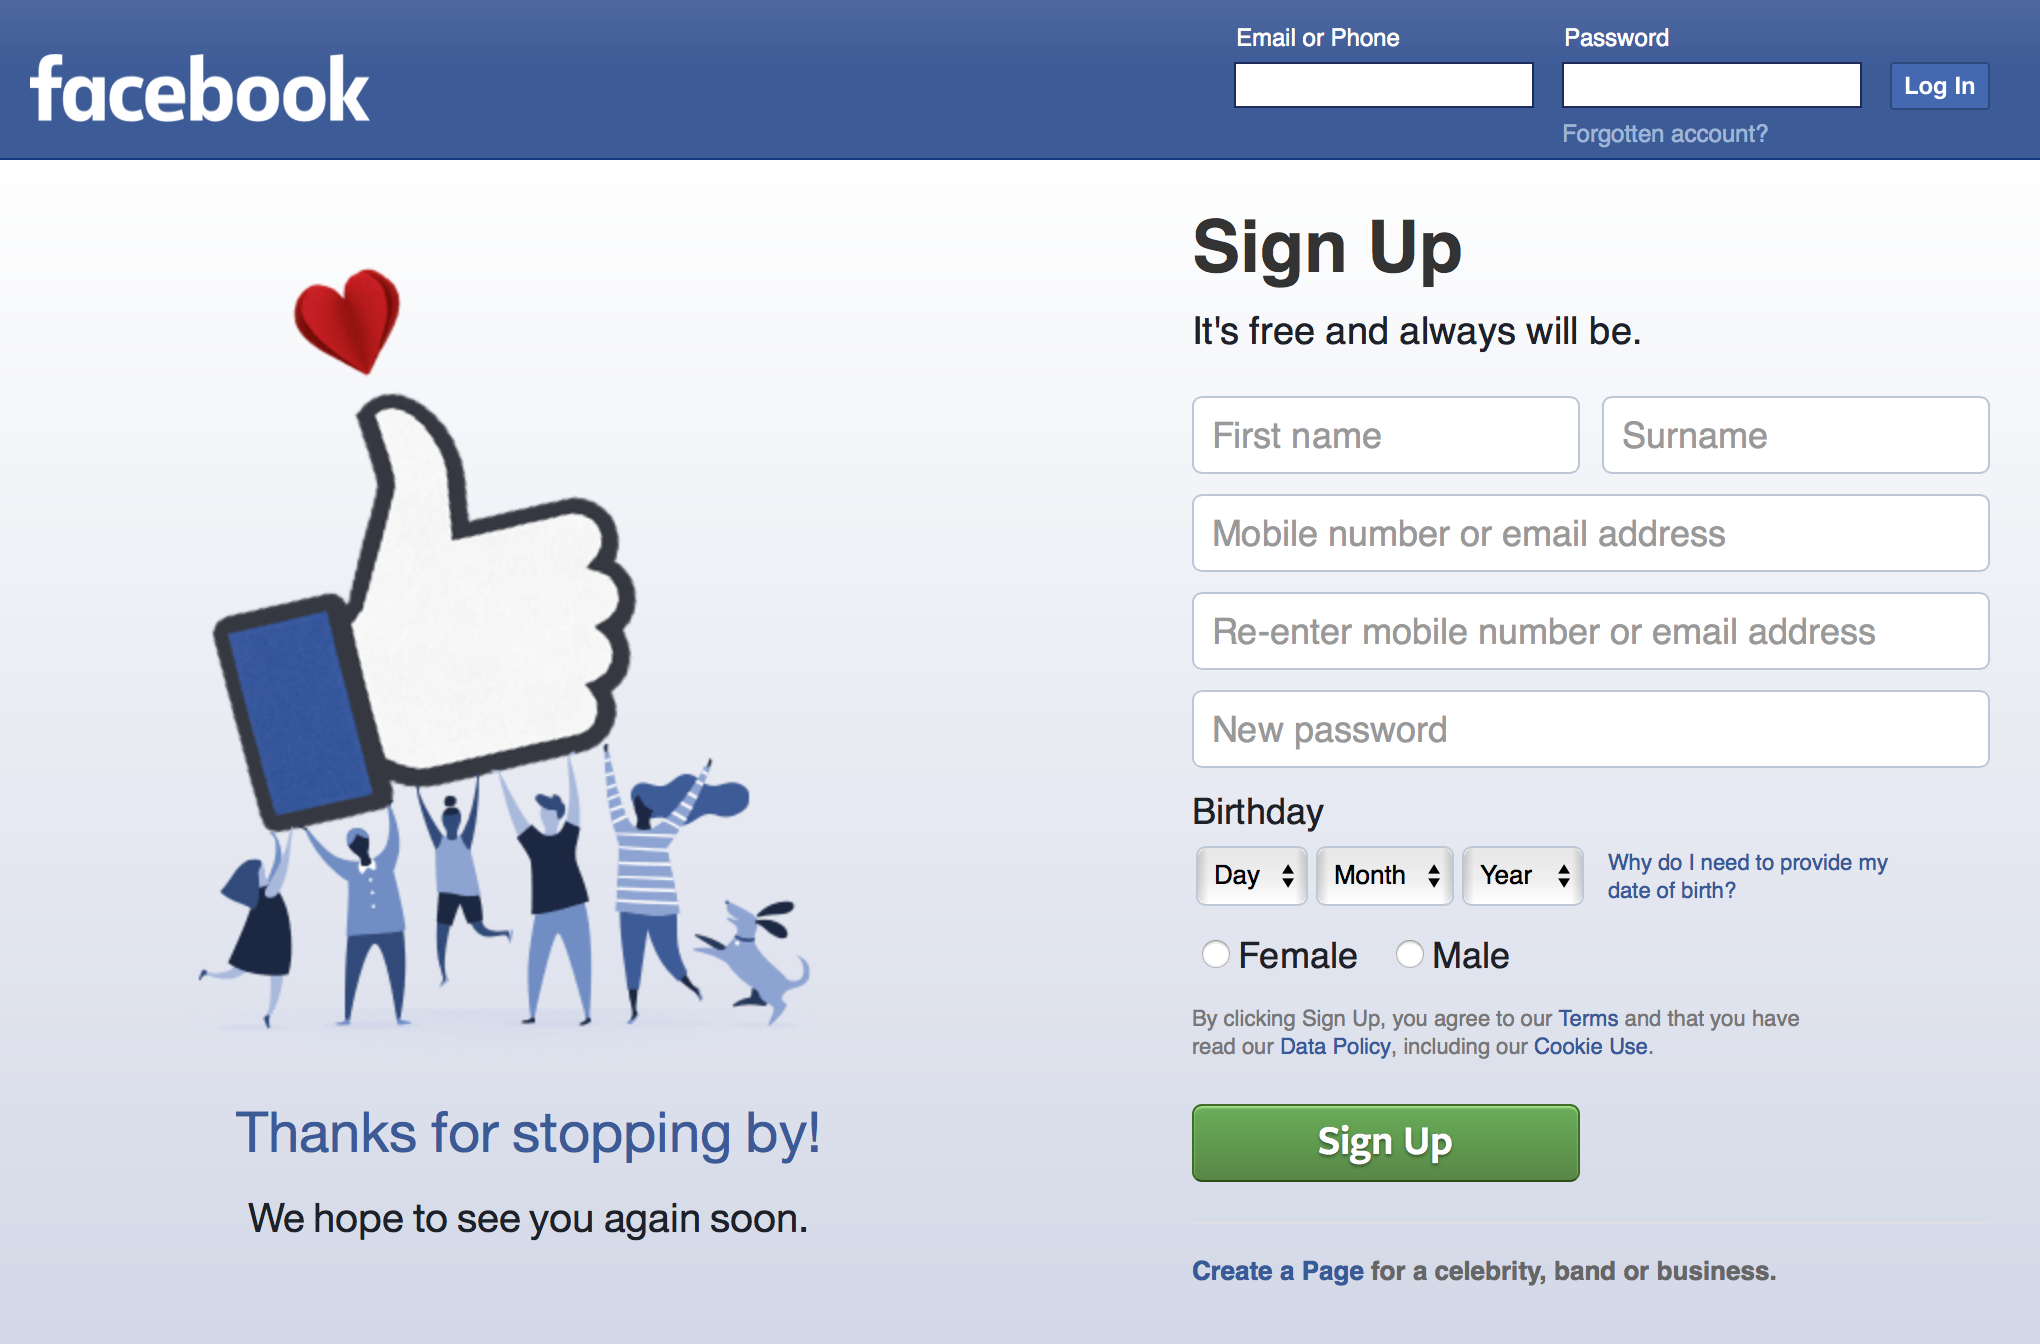 facebook
Email or Phone
Password
Log In
Forgotten account?
Sign Up
It's free and always will be.
First name
Surname
Mobile number or email address
Re-enter mobile number or email address
New password
Birthday
Day
Month
Year
Why do I need to provide my
date of birth?
Female
Male
By clicking Sign Up, you agree to our Terms and that you have
read our Data Policy, including our Cookie Use.
Sign Up
Create a Page for a celebrity, band or business.
Thanks for stopping by!
We hope to see you again soon.